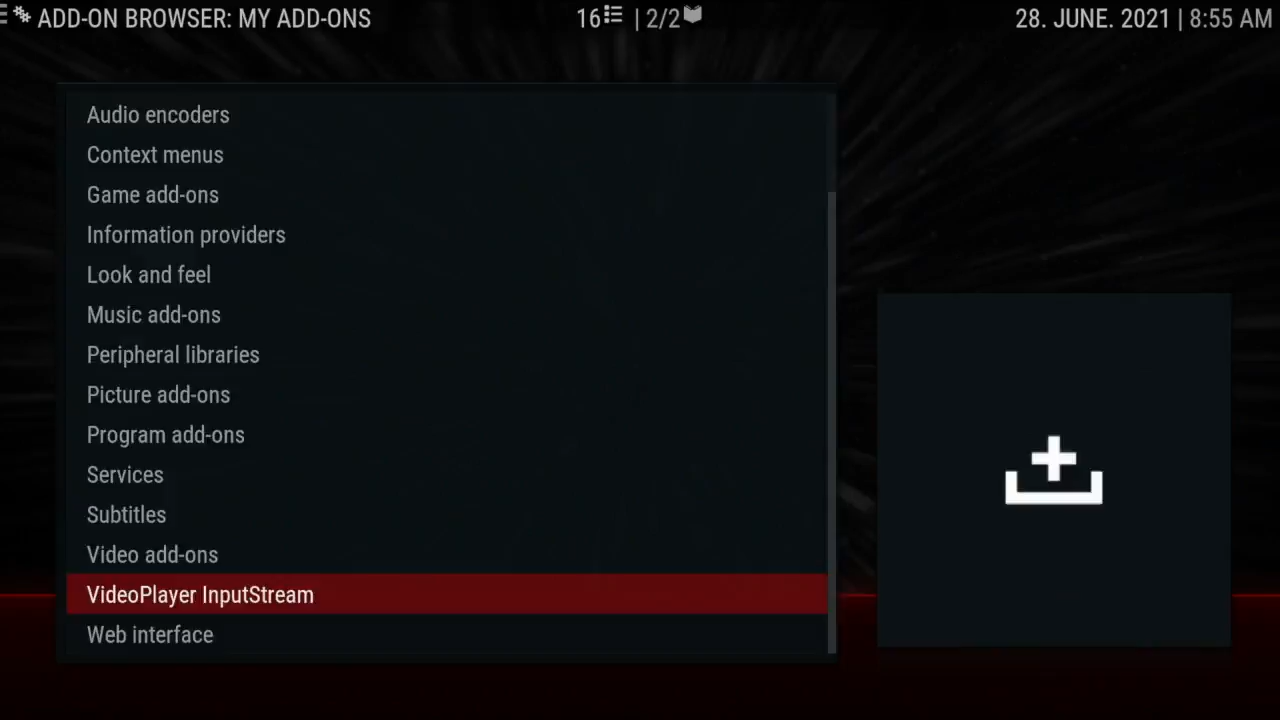 ADD-ON BROWSER: MY ADD-ONS
16 | 2/2
28. JUNE. 2021 | 8:55 AM
Audio encoders
Context menus
Game add-ons
Information providers
Look and feel
Music add-ons
Peripheral libraries
Picture add-ons
Program add-ons
Services
Subtitles
Video add-ons
VideoPlayer InputStream
Web interface